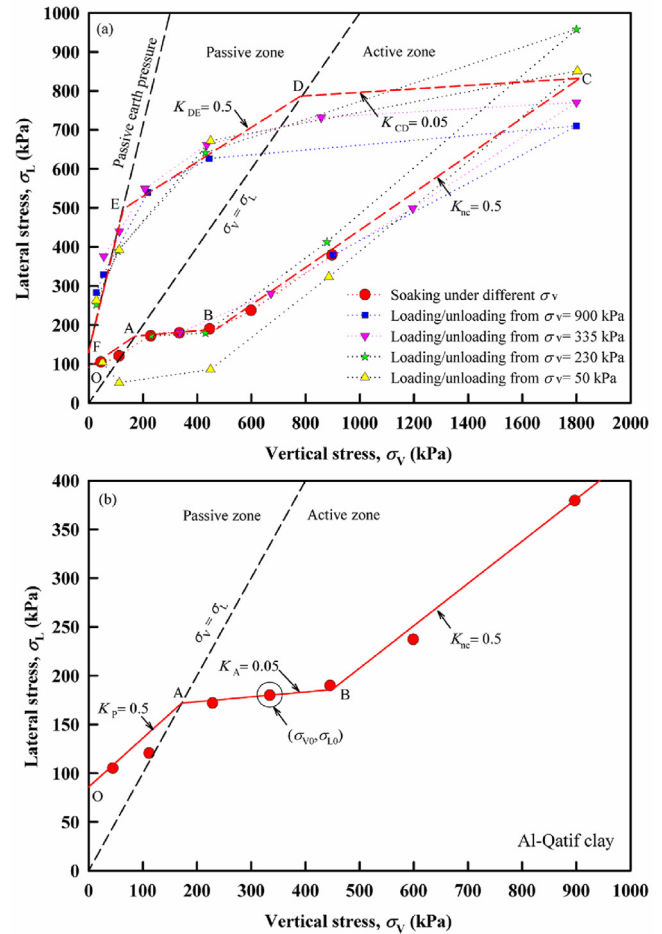 (a)
Passive zone
Active zone
Passive earth pressure
D
C
K_DE = 0.5
K_CD = 0.05
E
σ_V = σ_L
K_nc = 0.5
A
B
F
O
Soaking under different σ_V
Loading/unloading from σ_V= 900 kPa
Loading/unloading from σ_V= 335 kPa
Loading/unloading from σ_V= 230 kPa
Loading/unloading from σ_V= 50 kPa
1000
900
800
700
600
500
400
300
200
100
0
Lateral stress, σ_L (kPa)
0 200 400 600 800 1000 1200 1400 1600 1800 2000
Vertical stress, σ_V (kPa)
(b)
Passive zone
Active zone
σ_V = σ_L
K_nc = 0.5
K_A = 0.05
K_P = 0.5
A
B
(σ_V0, σ_L0)
O
Al-Qatif clay
400
350
300
250
200
150
100
50
0
Lateral stress, σ_L (kPa)
0 100 200 300 400 500 600 700 800 900 1000
Vertical stress, σ_V (kPa)